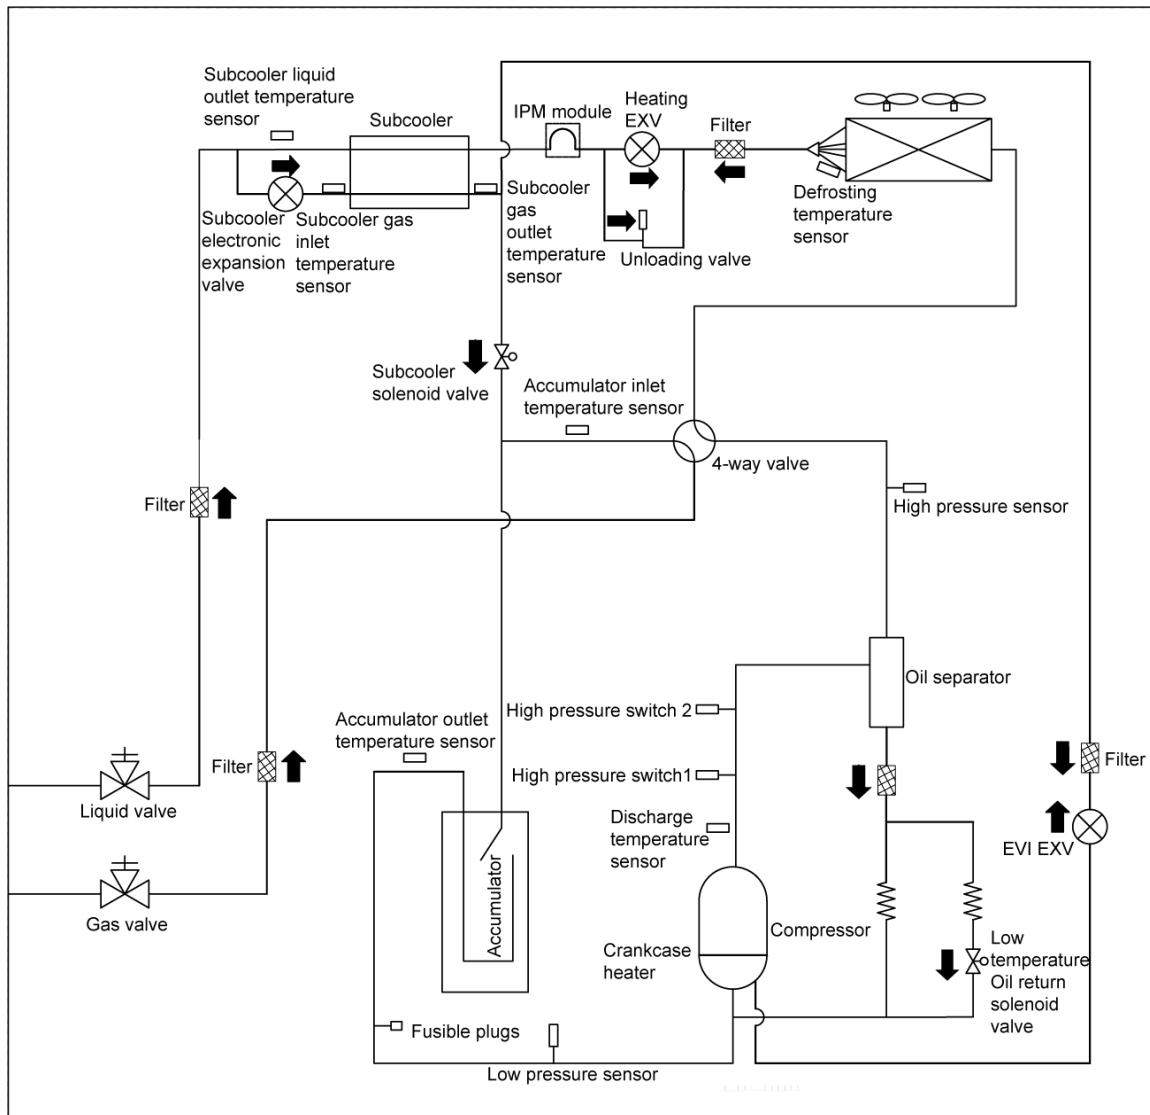 Subcooler liquid
outlet temperature
sensor
Subcooler
IPM module
Heating
EXV
Filter
Defrosting
temperature
sensor
Subcooler
electronic
expansion
valve
Subcooler gas
inlet
temperature
sensor
Subcooler
gas
outlet
temperature
sensor
Unloading valve
Subcooler
solenoid valve
Accumulator inlet
temperature sensor
4-way valve
Filter
High pressure sensor
Oil separator
High pressure switch 2
Accumulator outlet
temperature sensor
Filter
High pressure switch1
Filter
Liquid valve
Discharge
temperature
sensor
EVI EXV
Gas valve
Accumulator
Compressor
Crankcase
heater
Low
temperature
Oil return
solenoid
valve
Fusible plugs
Low pressure sensor